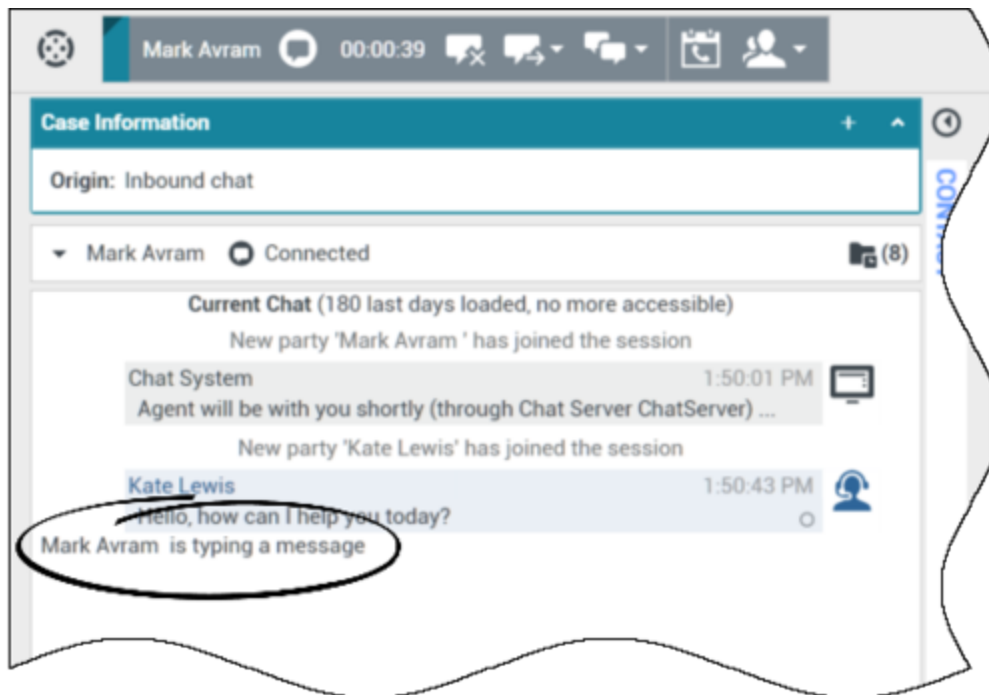 Mark Avram 00:00:39
Case Information
Origin: Inbound chat
Mark Avram Connected (8)
Current Chat (180 last days loaded, no more accessible)
New party 'Mark Avram ' has joined the session
Chat System 1:50:01 PM
Agent will be with you shortly (through Chat Server ChatServer) ...
New party 'Kate Lewis' has joined the session
Kate Lewis 1:50:43 PM
Hello, how can I help you today?
Mark Avram is typing a message